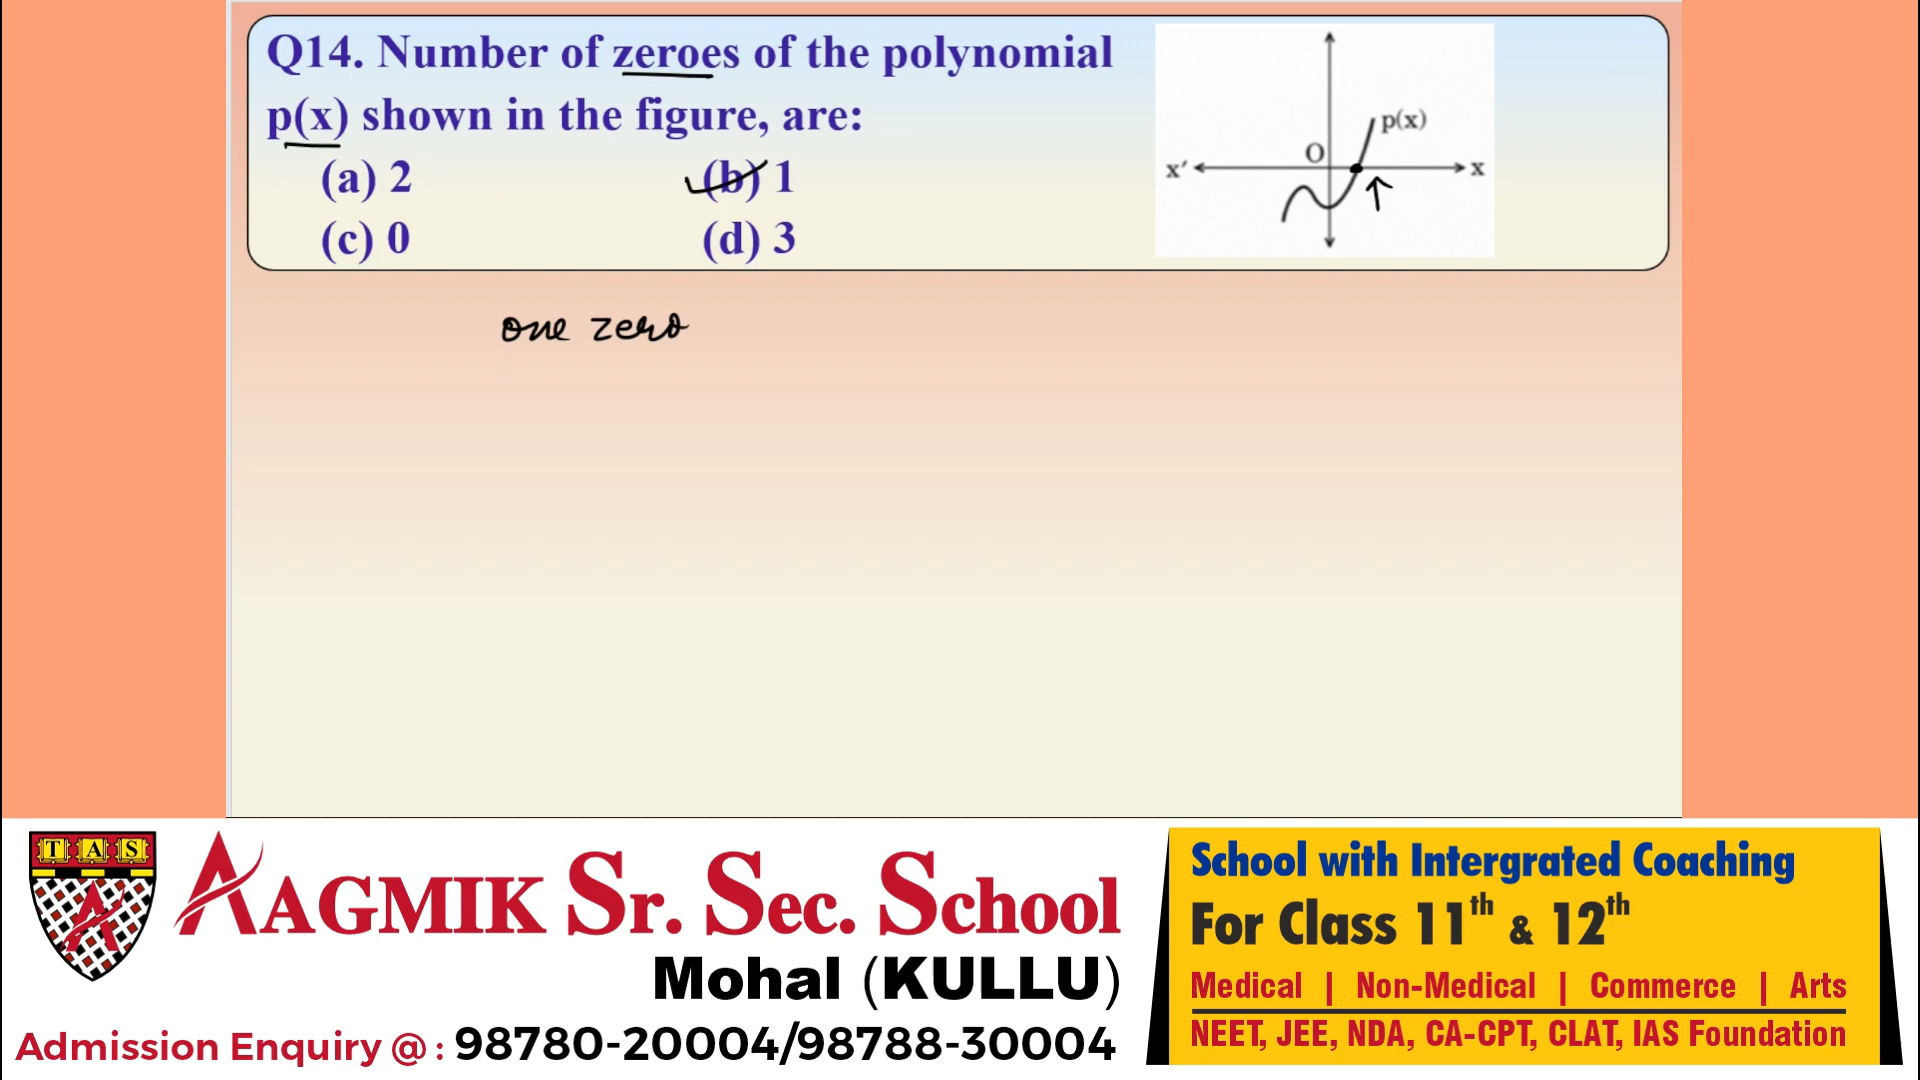 Q14. Number of zeroes of the polynomial
p(x) shown in the figure, are:
(a) 2 (b) 1
(c) 0 (d) 3
p(x)
O
x′ x
one zero
T A S
AAGMIK Sr. Sec. School
Mohal (KULLU)
Admission Enquiry @ : 98780-20004/98788-30004
School with Intergrated Coaching
For Class 11th & 12th
Medical | Non-Medical | Commerce | Arts
NEET, JEE, NDA, CA-CPT, CLAT, IAS Foundation